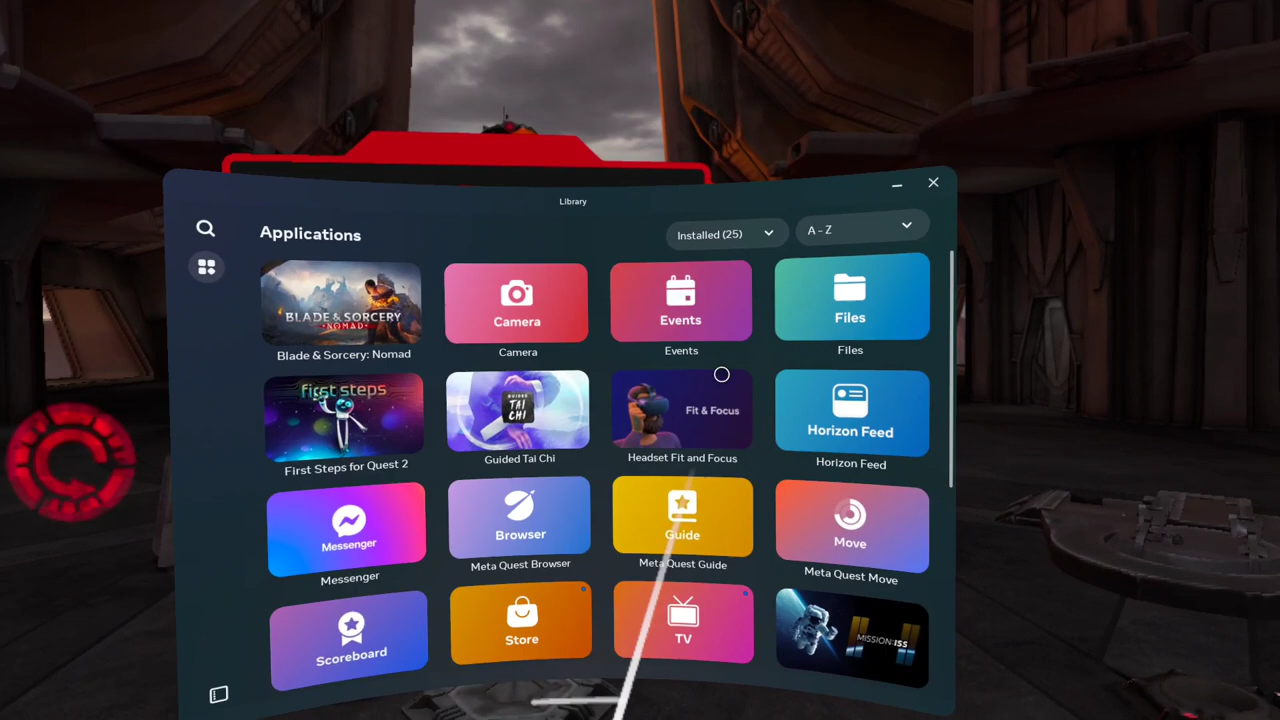 Library
Applications
Installed (25)
A - Z
BLADE & SORCERY
NOMAD
Camera
Events
Files
Blade & Sorcery: Nomad
Camera
Events
Files
first steps
GUIDED
TAI
CHI
Fit & Focus
Horizon Feed
First Steps for Quest 2
Guided Tai Chi
Headset Fit and Focus
Horizon Feed
Messenger
Browser
Guide
Move
Messenger
Meta Quest Browser
Meta Quest Guide
Meta Quest Move
Scoreboard
Store
TV
MISSION:ISS